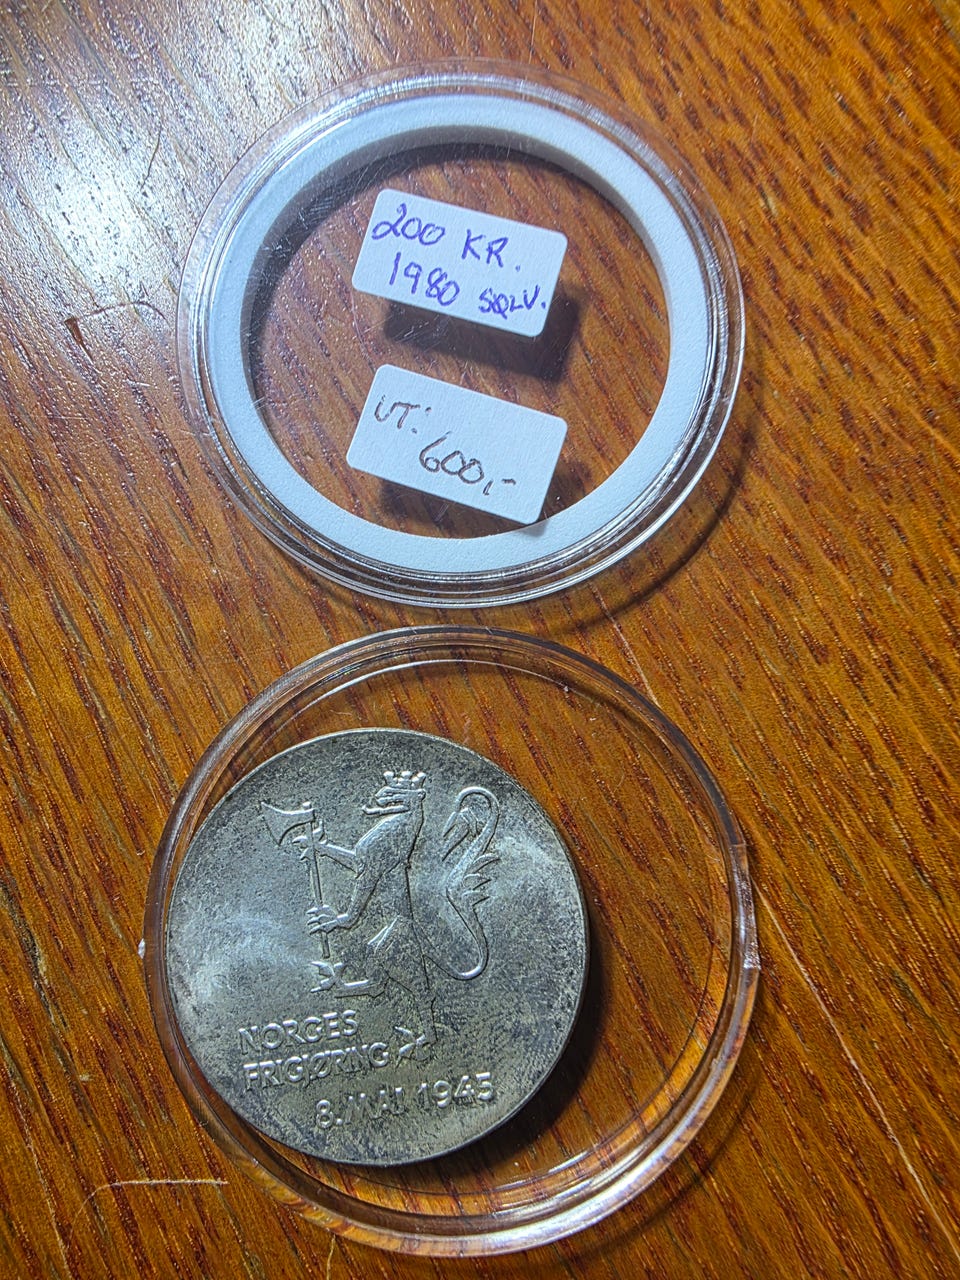 200 KR.
1980 SØLV.
UT: 600,-
NORGES
FRIGJØRING
8. MAI 1945